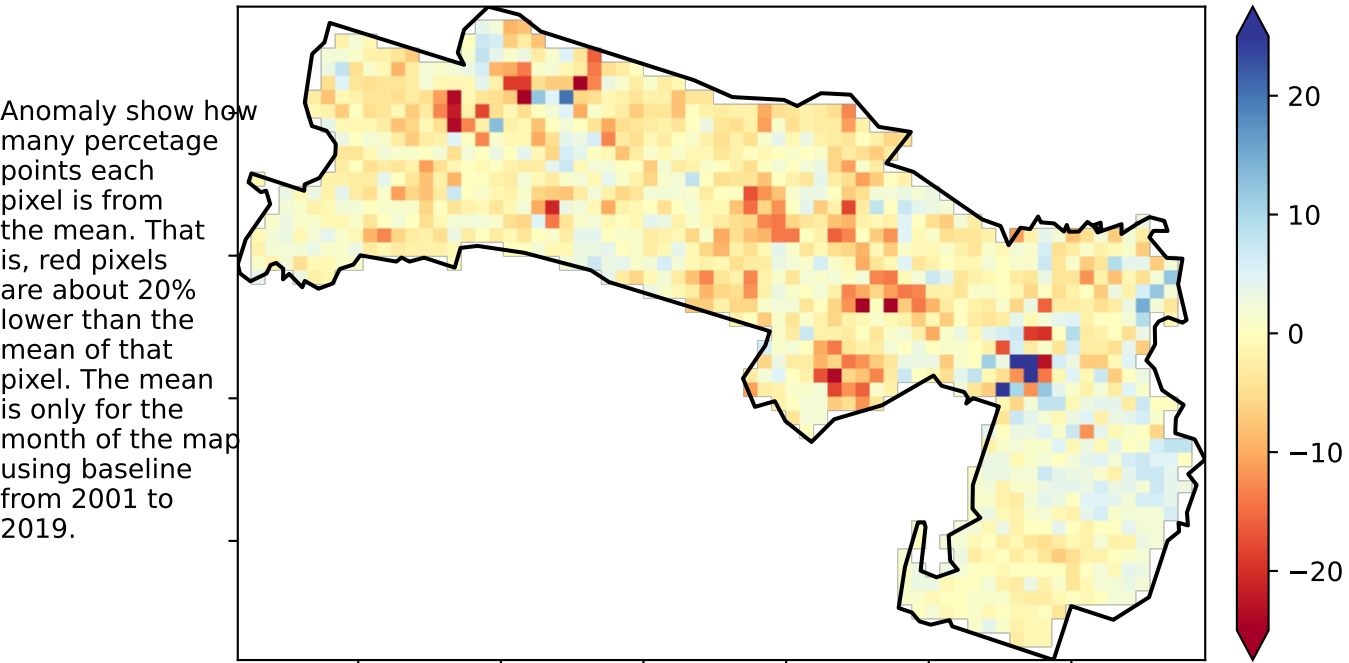 Anomaly show how
many percetage
points each
pixel is from
the mean. That
is, red pixels
are about 20%
lower than the
mean of that
pixel. The mean
is only for the
month of the map
using baseline
from 2001 to
2019.
20
10
0
−10
−20